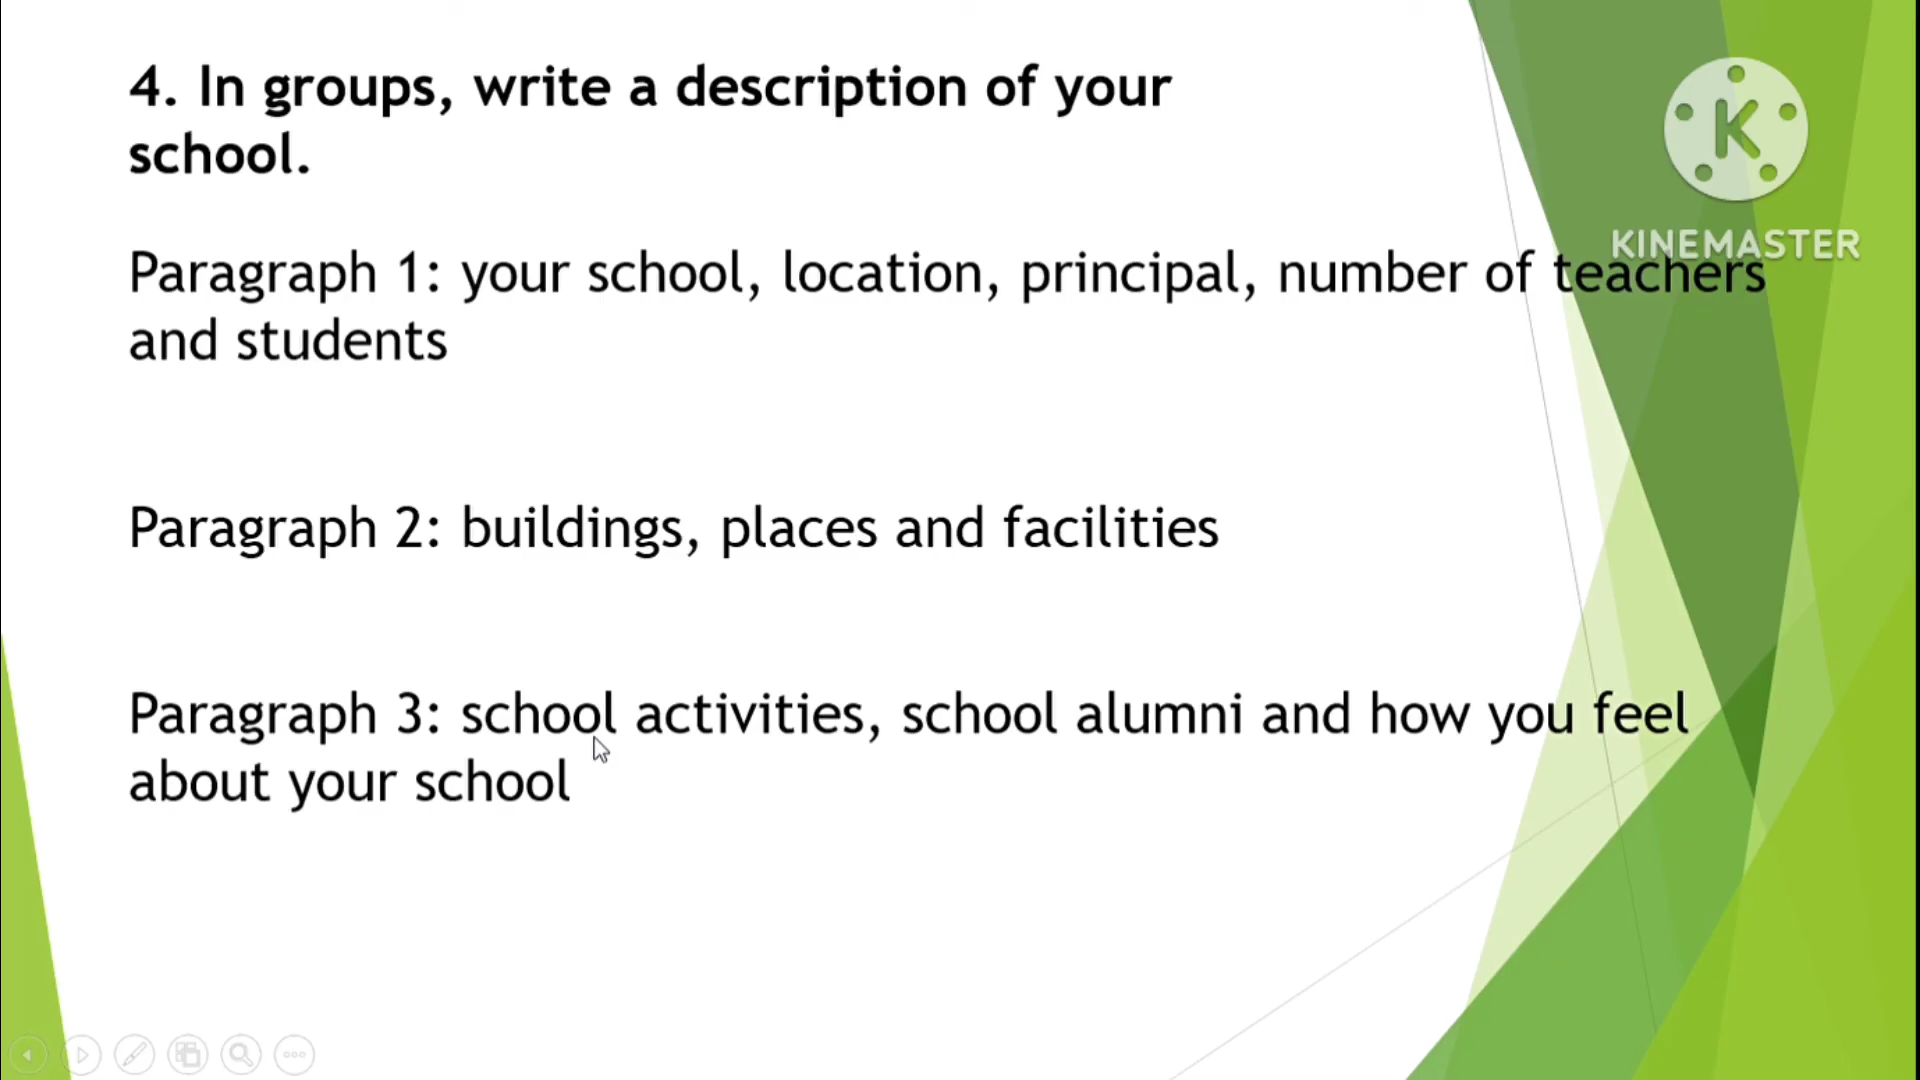 4. In groups, write a description of your
school.
K
KINEMASTER
Paragraph 1: your school, location, principal, number of teachers
and students
Paragraph 2: buildings, places and facilities
Paragraph 3: school activities, school alumni and how you feel
about your school